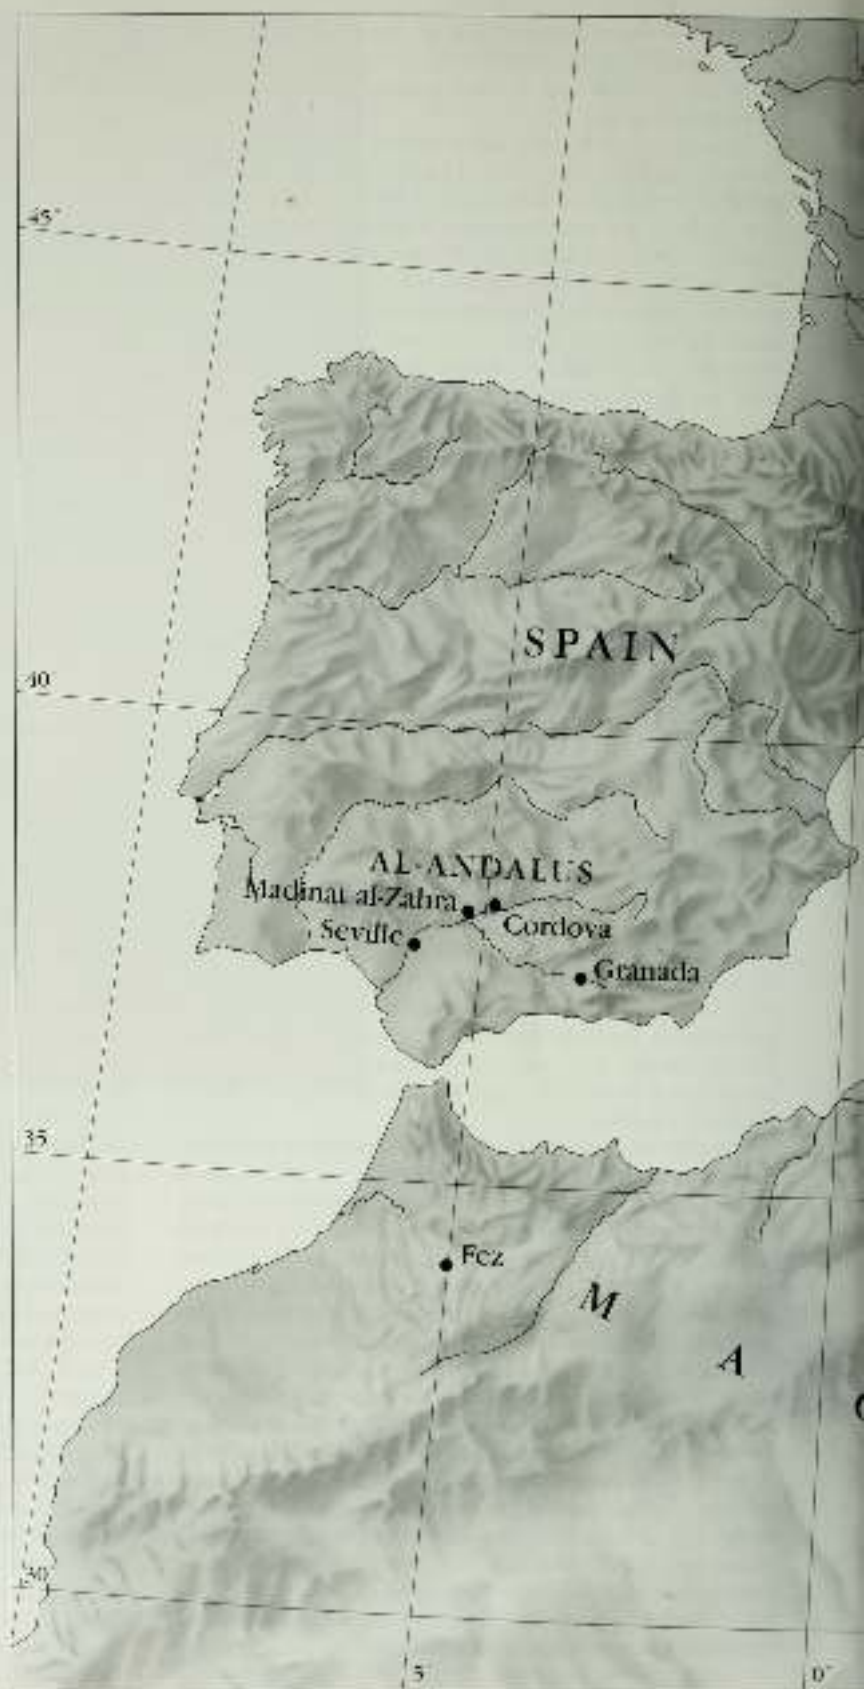 45°
SPAIN
40
AL-ANDALUS
Madinat al-Zahra
Cordova
Seville
Granada
35
Fez
M
A
G
30
5
0°